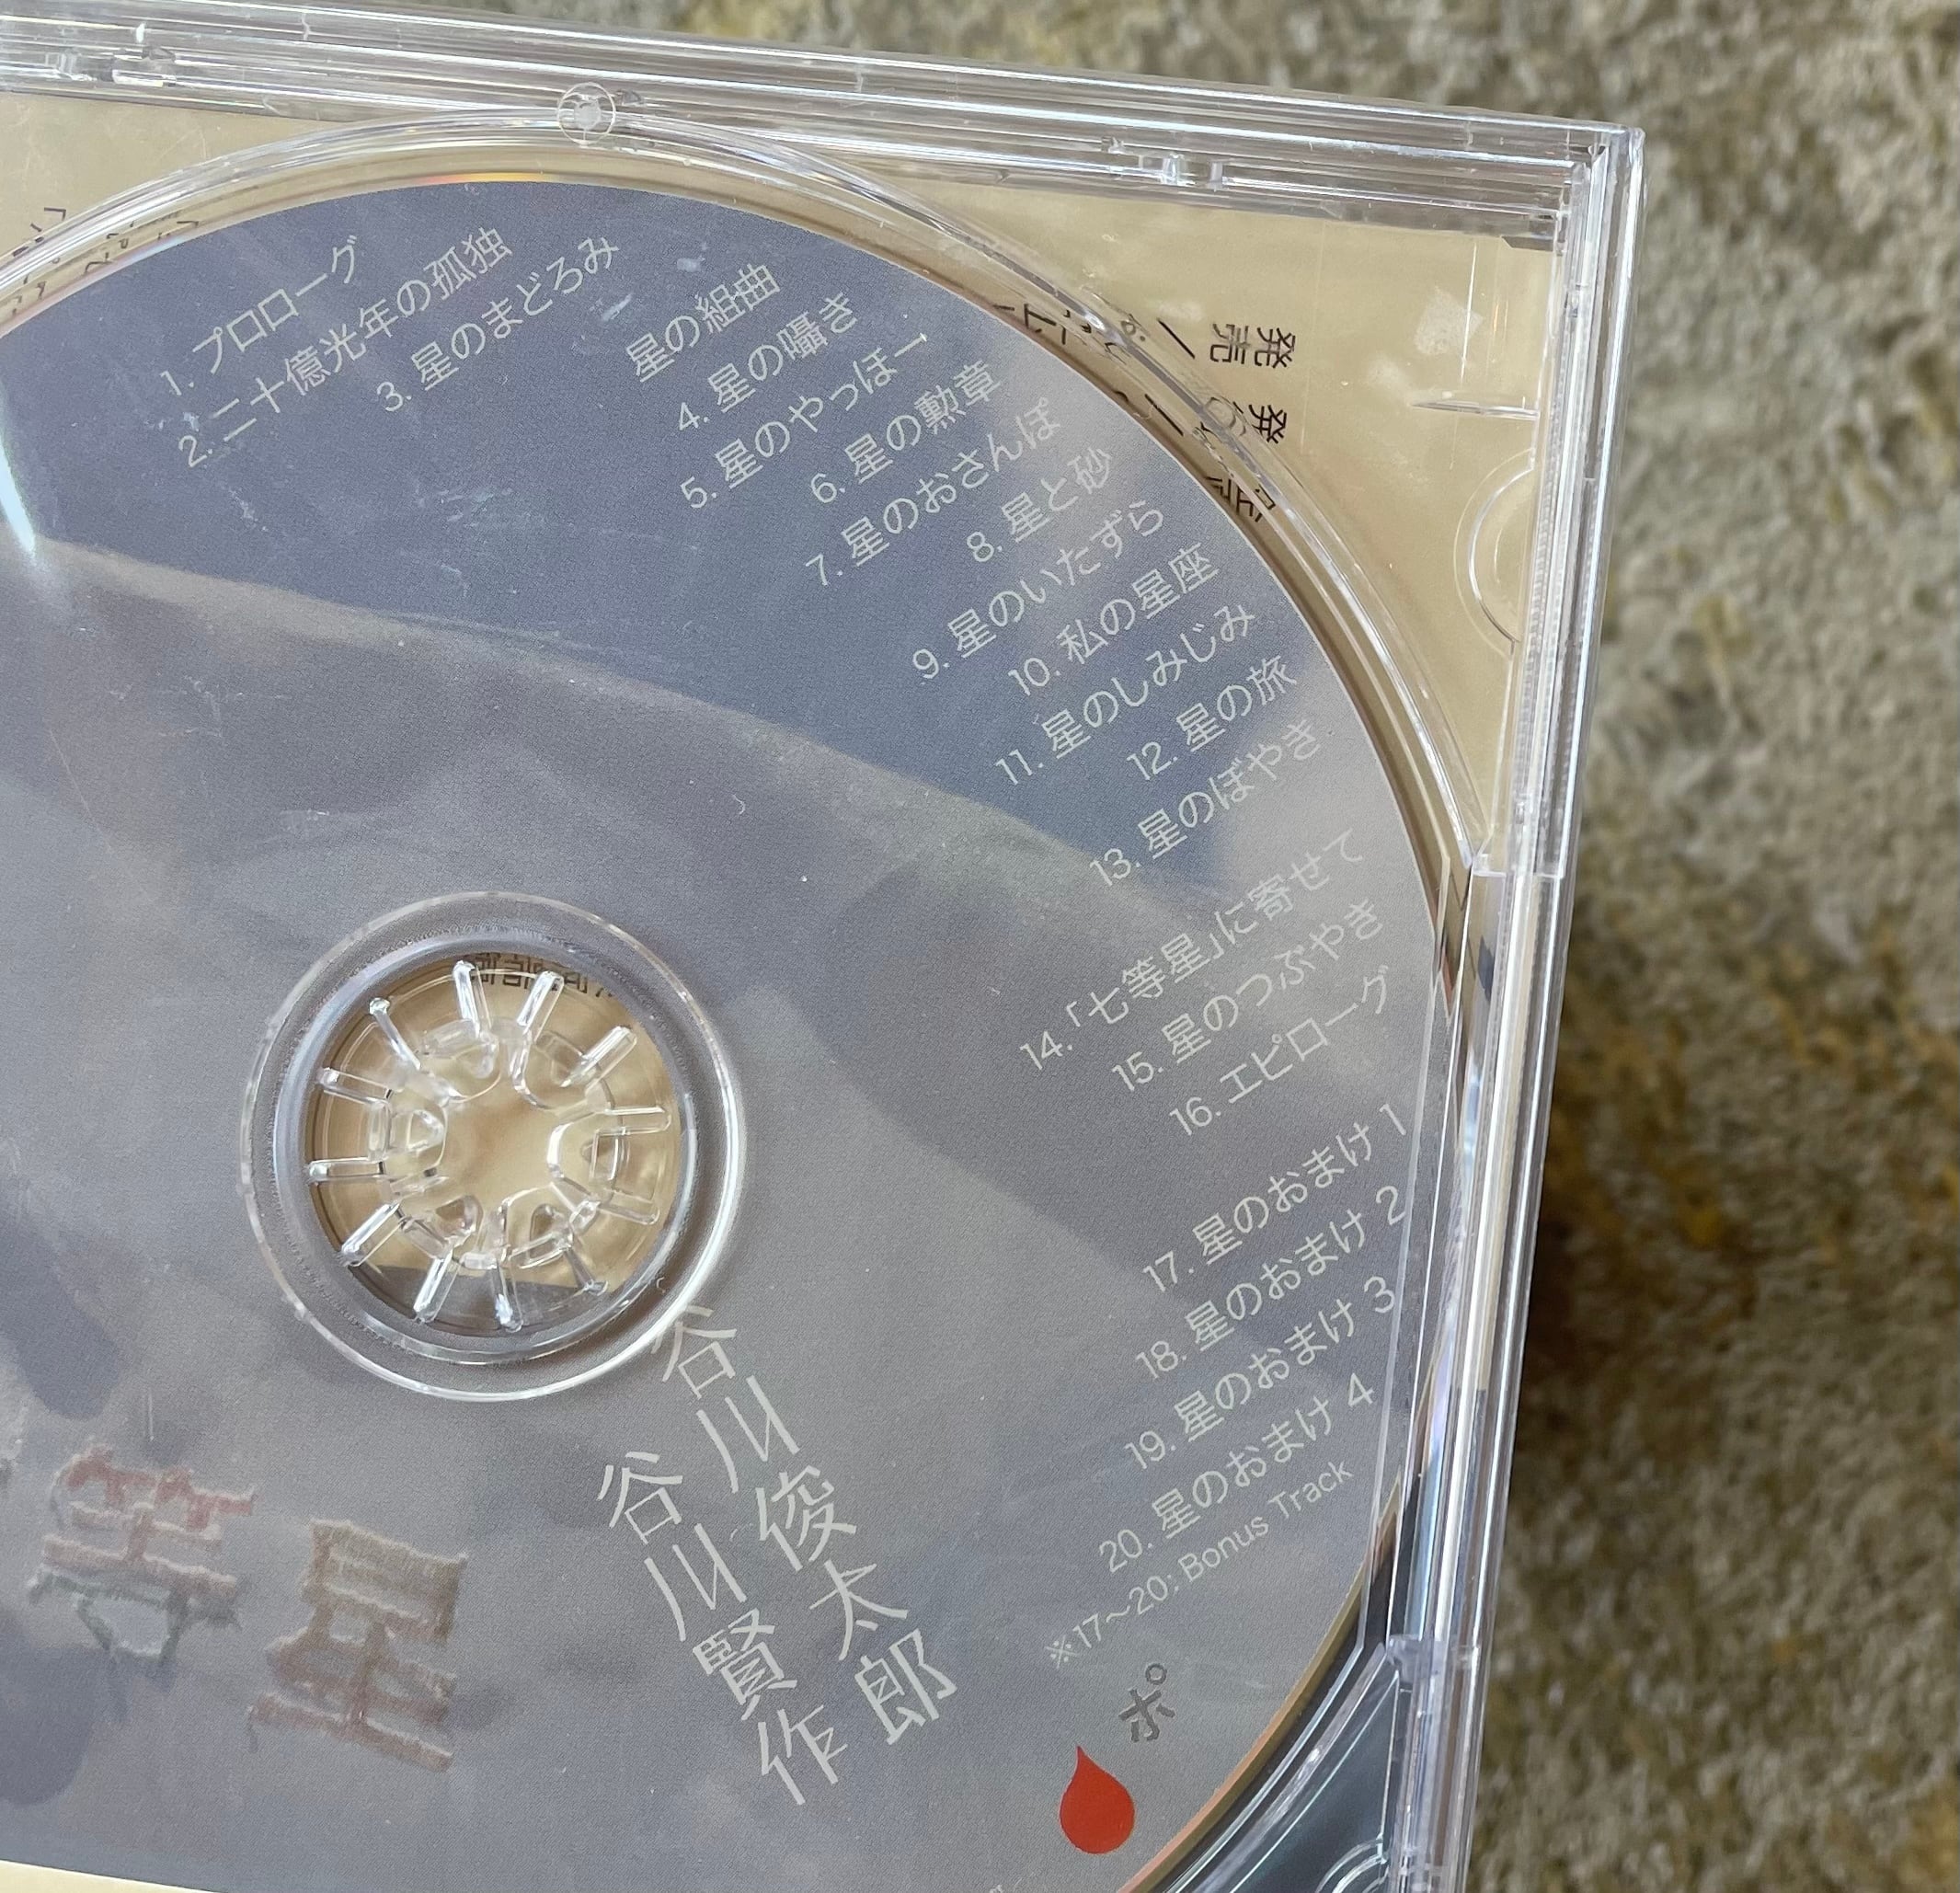 1. プロローグ
2. 二十億光年の孤独
3. 星のまどろみ
星の組曲
4. 星の囁き
5. 星のやっほー
6. 星の勲章
7. 星のおさんぽ
8. 星と砂
9. 星のいたずら
10. 私の星座
11. 星のしみじみ
12. 星の旅
13. 星のぼやき
14.「七等星」に寄せて
15. 星のつぶやき
16. エピローグ
17. 星のおまけ 1
18. 星のおまけ 2
19. 星のおまけ 3
20. 星のおまけ 4
※17～20: Bonus Track
谷川俊太郎
谷川賢作
ポ
星
発売
発